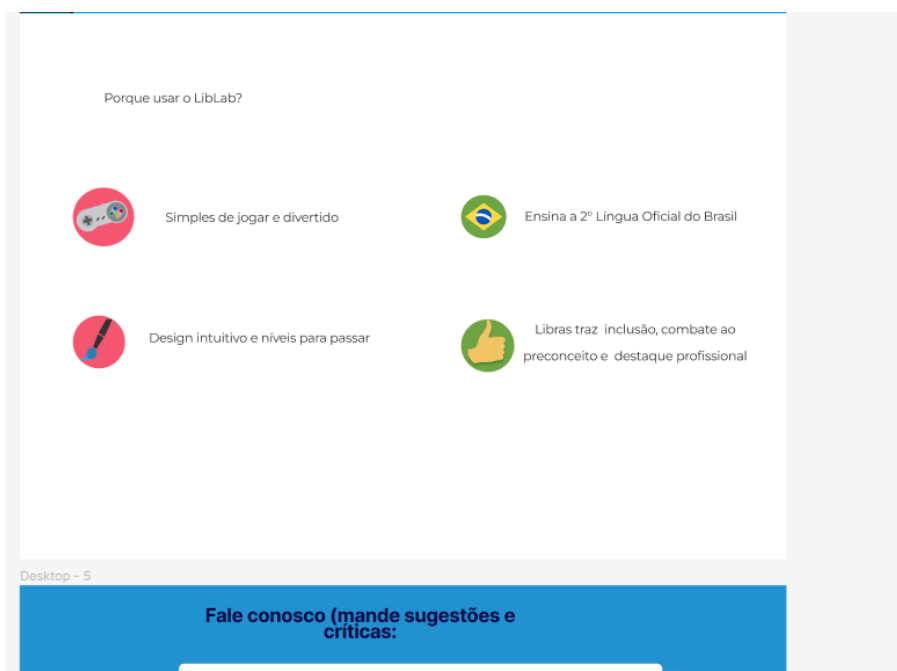 Porque usar o LibLab?
Simples de jogar e divertido
Ensina a 2° Língua Oficial do Brasil
Design intuitivo e níveis para passar
Libras traz  inclusão, combate ao
preconceito e  destaque profissional
Desktop - 5
Fale conosco (mande sugestões e
críticas: